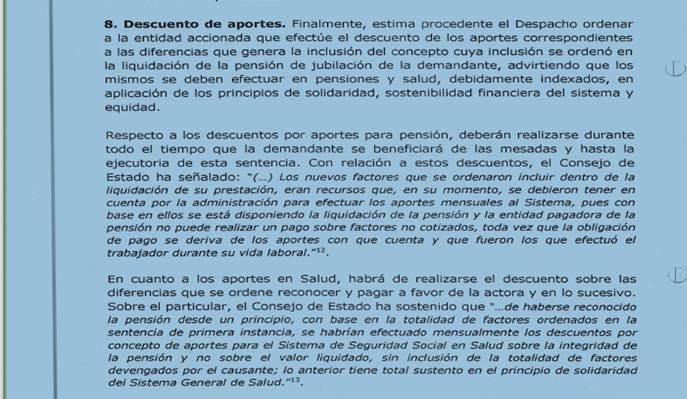 8. Descuento de aportes. Finalmente, estima procedente el Despacho ordenar
a la entidad accionada que efectúe el descuento de los aportes correspondientes
a las diferencias que genera la inclusión del concepto cuya inclusión se ordenó en
la liquidación de la pensión de jubilación de la demandante, advirtiendo que los
mismos se deben efectuar en pensiones y salud, debidamente indexados, en
aplicación de los principios de solidaridad, sostenibilidad financiera del sistema y
equidad.
Respecto a los descuentos por aportes para pensión, deberán realizarse durante
todo el tiempo que la demandante se beneficiará de las mesadas y hasta la
ejecutoria de esta sentencia. Con relación a estos descuentos, el Consejo de
Estado ha señalado: "(...) Los nuevos factores que se ordenaron incluir dentro de la
liquidación de su prestación, eran recursos que, en su momento, se debieron tener en
cuenta por la administración para efectuar los aportes mensuales al Sistema, pues con
base en ellos se está disponiendo la liquidación de la pensión y la entidad pagadora de la
pensión no puede realizar un pago sobre factores no cotizados, toda vez que la obligación
de pago se deriva de los aportes con que cuenta y que fueron los que efectuó el
trabajador durante su vida laboral."12.
En cuanto a los aportes en Salud, habrá de realizarse el descuento sobre las
diferencias que se ordene reconocer y pagar a favor de la actora y en lo sucesivo.
Sobre el particular, el Consejo de Estado ha sostenido que "...de haberse reconocido
la pensión desde un principio, con base en la totalidad de factores ordenados en la
sentencia de primera instancia, se habrían efectuado mensualmente los descuentos por
concepto de aportes para el Sistema de Seguridad Social en Salud sobre la integridad de
la pensión y no sobre el valor liquidado, sin inclusión de la totalidad de factores
devengados por el causante; lo anterior tiene total sustento en el principio de solidaridad
del Sistema General de Salud."13.